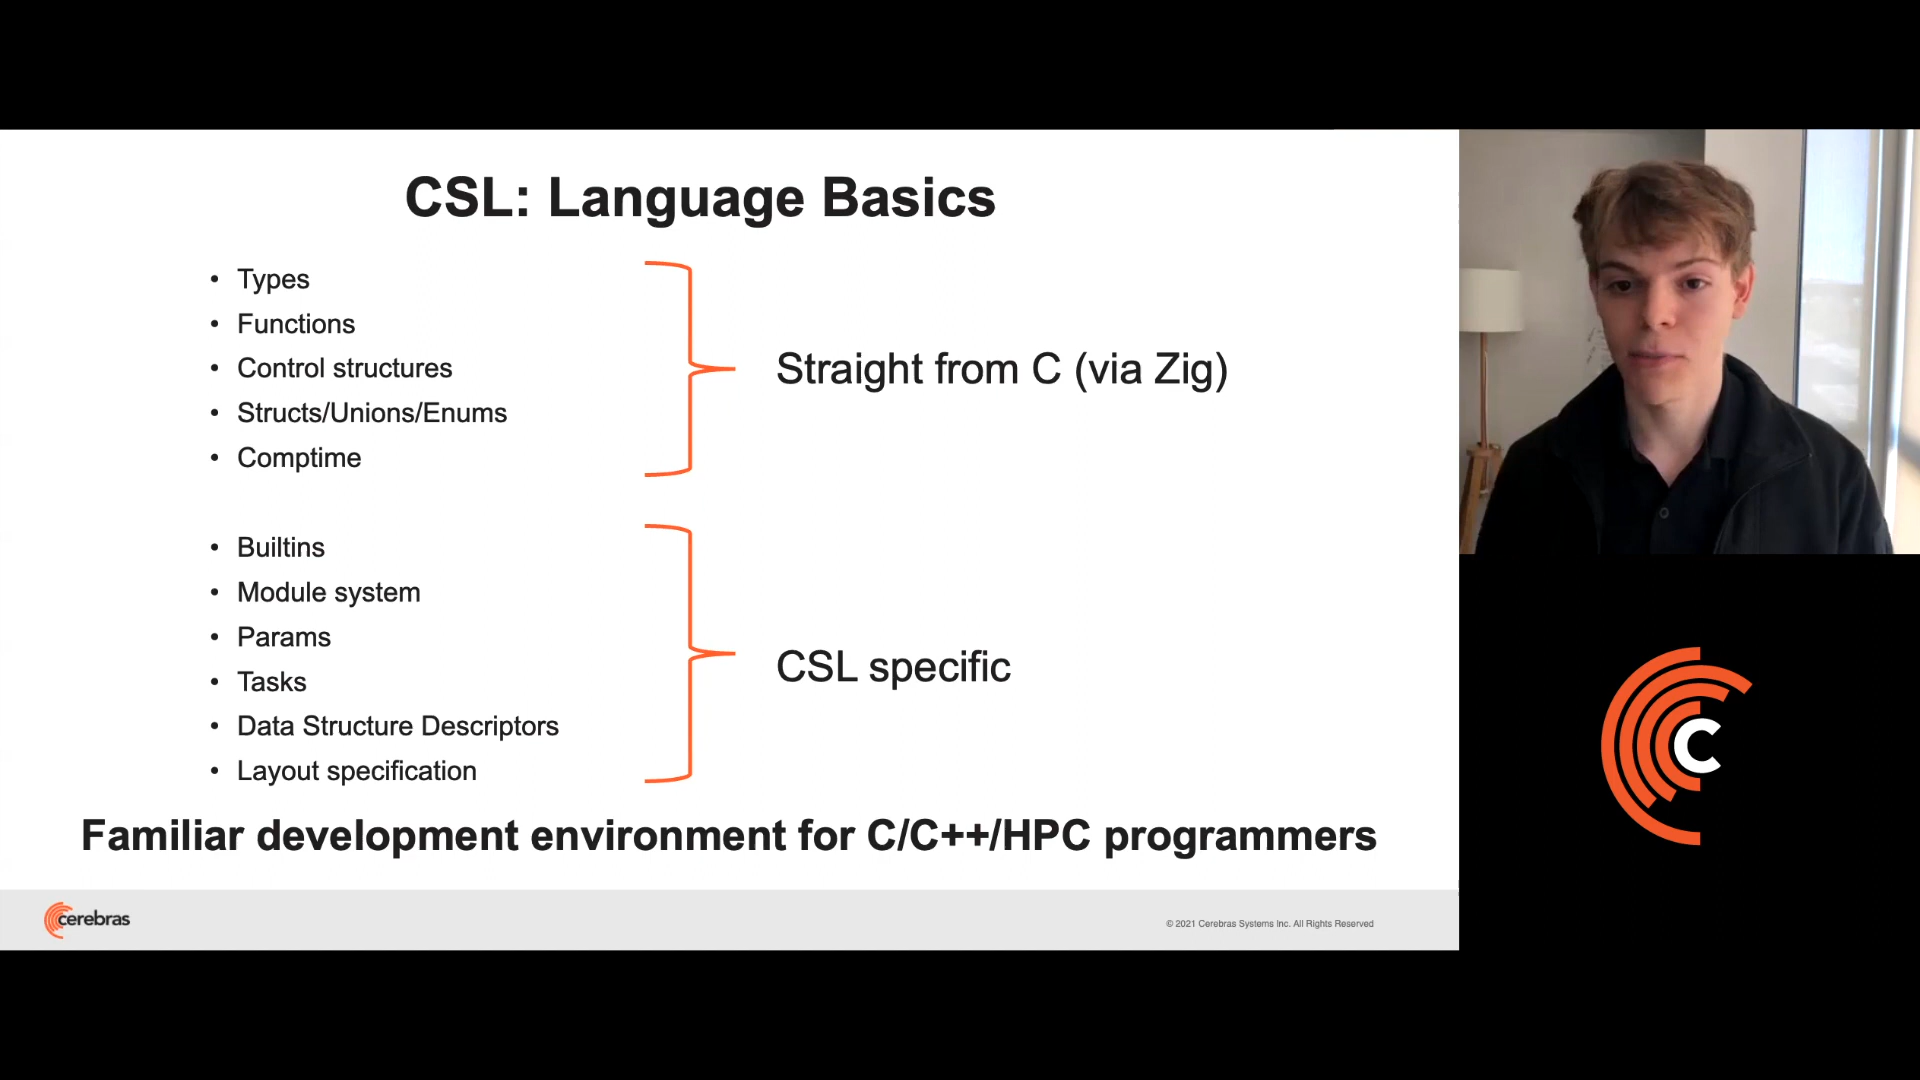 CSL: Language Basics
• Types
• Functions
• Control structures
• Structs/Unions/Enums
• Comptime
Straight from C (via Zig)
• Builtins
• Module system
• Params
• Tasks
• Data Structure Descriptors
• Layout specification
CSL specific
Familiar development environment for C/C++/HPC programmers
cerebras
© 2021 Cerebras Systems Inc. All Rights Reserved
C